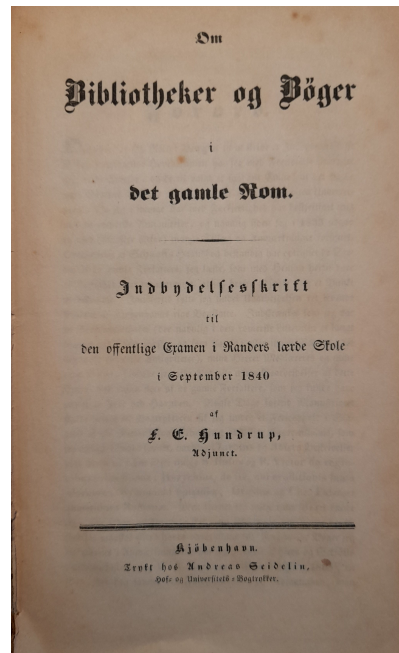 Om
Bibliotheker og Böger
i
det gamle Rom.
Indbydelsesskrift
til
den offentlige Examen i Randers lærde Skole
i September 1840
af
F. E. Hundrup,
Adjunct.
Kjöbenhavn.
Trykt hos Andreas Seidelin,
Hof- og Universitets-Bogtrykker.